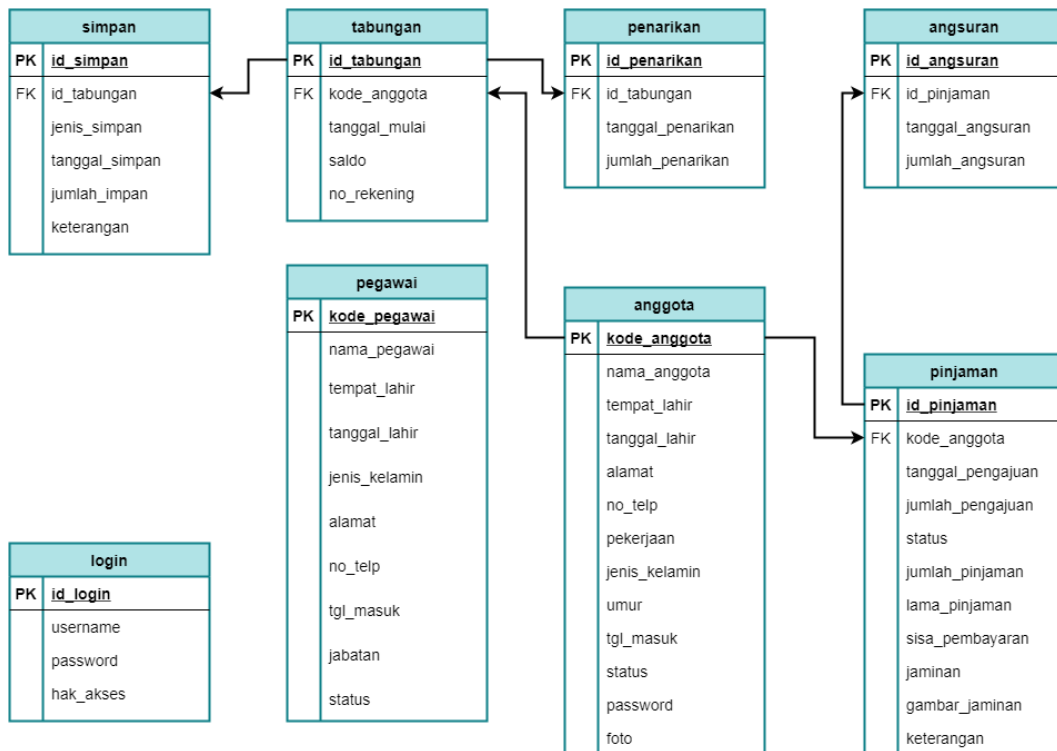 simpan
PK id_simpan
FK id_tabungan
jenis_simpan
tanggal_simpan
jumlah_impan
keterangan
tabungan
PK id_tabungan
FK kode_anggota
tanggal_mulai
saldo
no_rekening
penarikan
PK id_penarikan
FK id_tabungan
tanggal_penarikan
jumlah_penarikan
angsuran
PK id_angsuran
FK id_pinjaman
tanggal_angsuran
jumlah_angsuran
pegawai
PK kode_pegawai
nama_pegawai
tempat_lahir
tanggal_lahir
jenis_kelamin
alamat
no_telp
tgl_masuk
jabatan
status
anggota
PK kode_anggota
nama_anggota
tempat_lahir
tanggal_lahir
alamat
no_telp
pekerjaan
jenis_kelamin
umur
tgl_masuk
status
password
foto
pinjaman
PK id_pinjaman
FK kode_anggota
tanggal_pengajuan
jumlah_pengajuan
status
jumlah_pinjaman
lama_pinjaman
sisa_pembayaran
jaminan
gambar_jaminan
keterangan
login
PK id_login
username
password
hak_akses